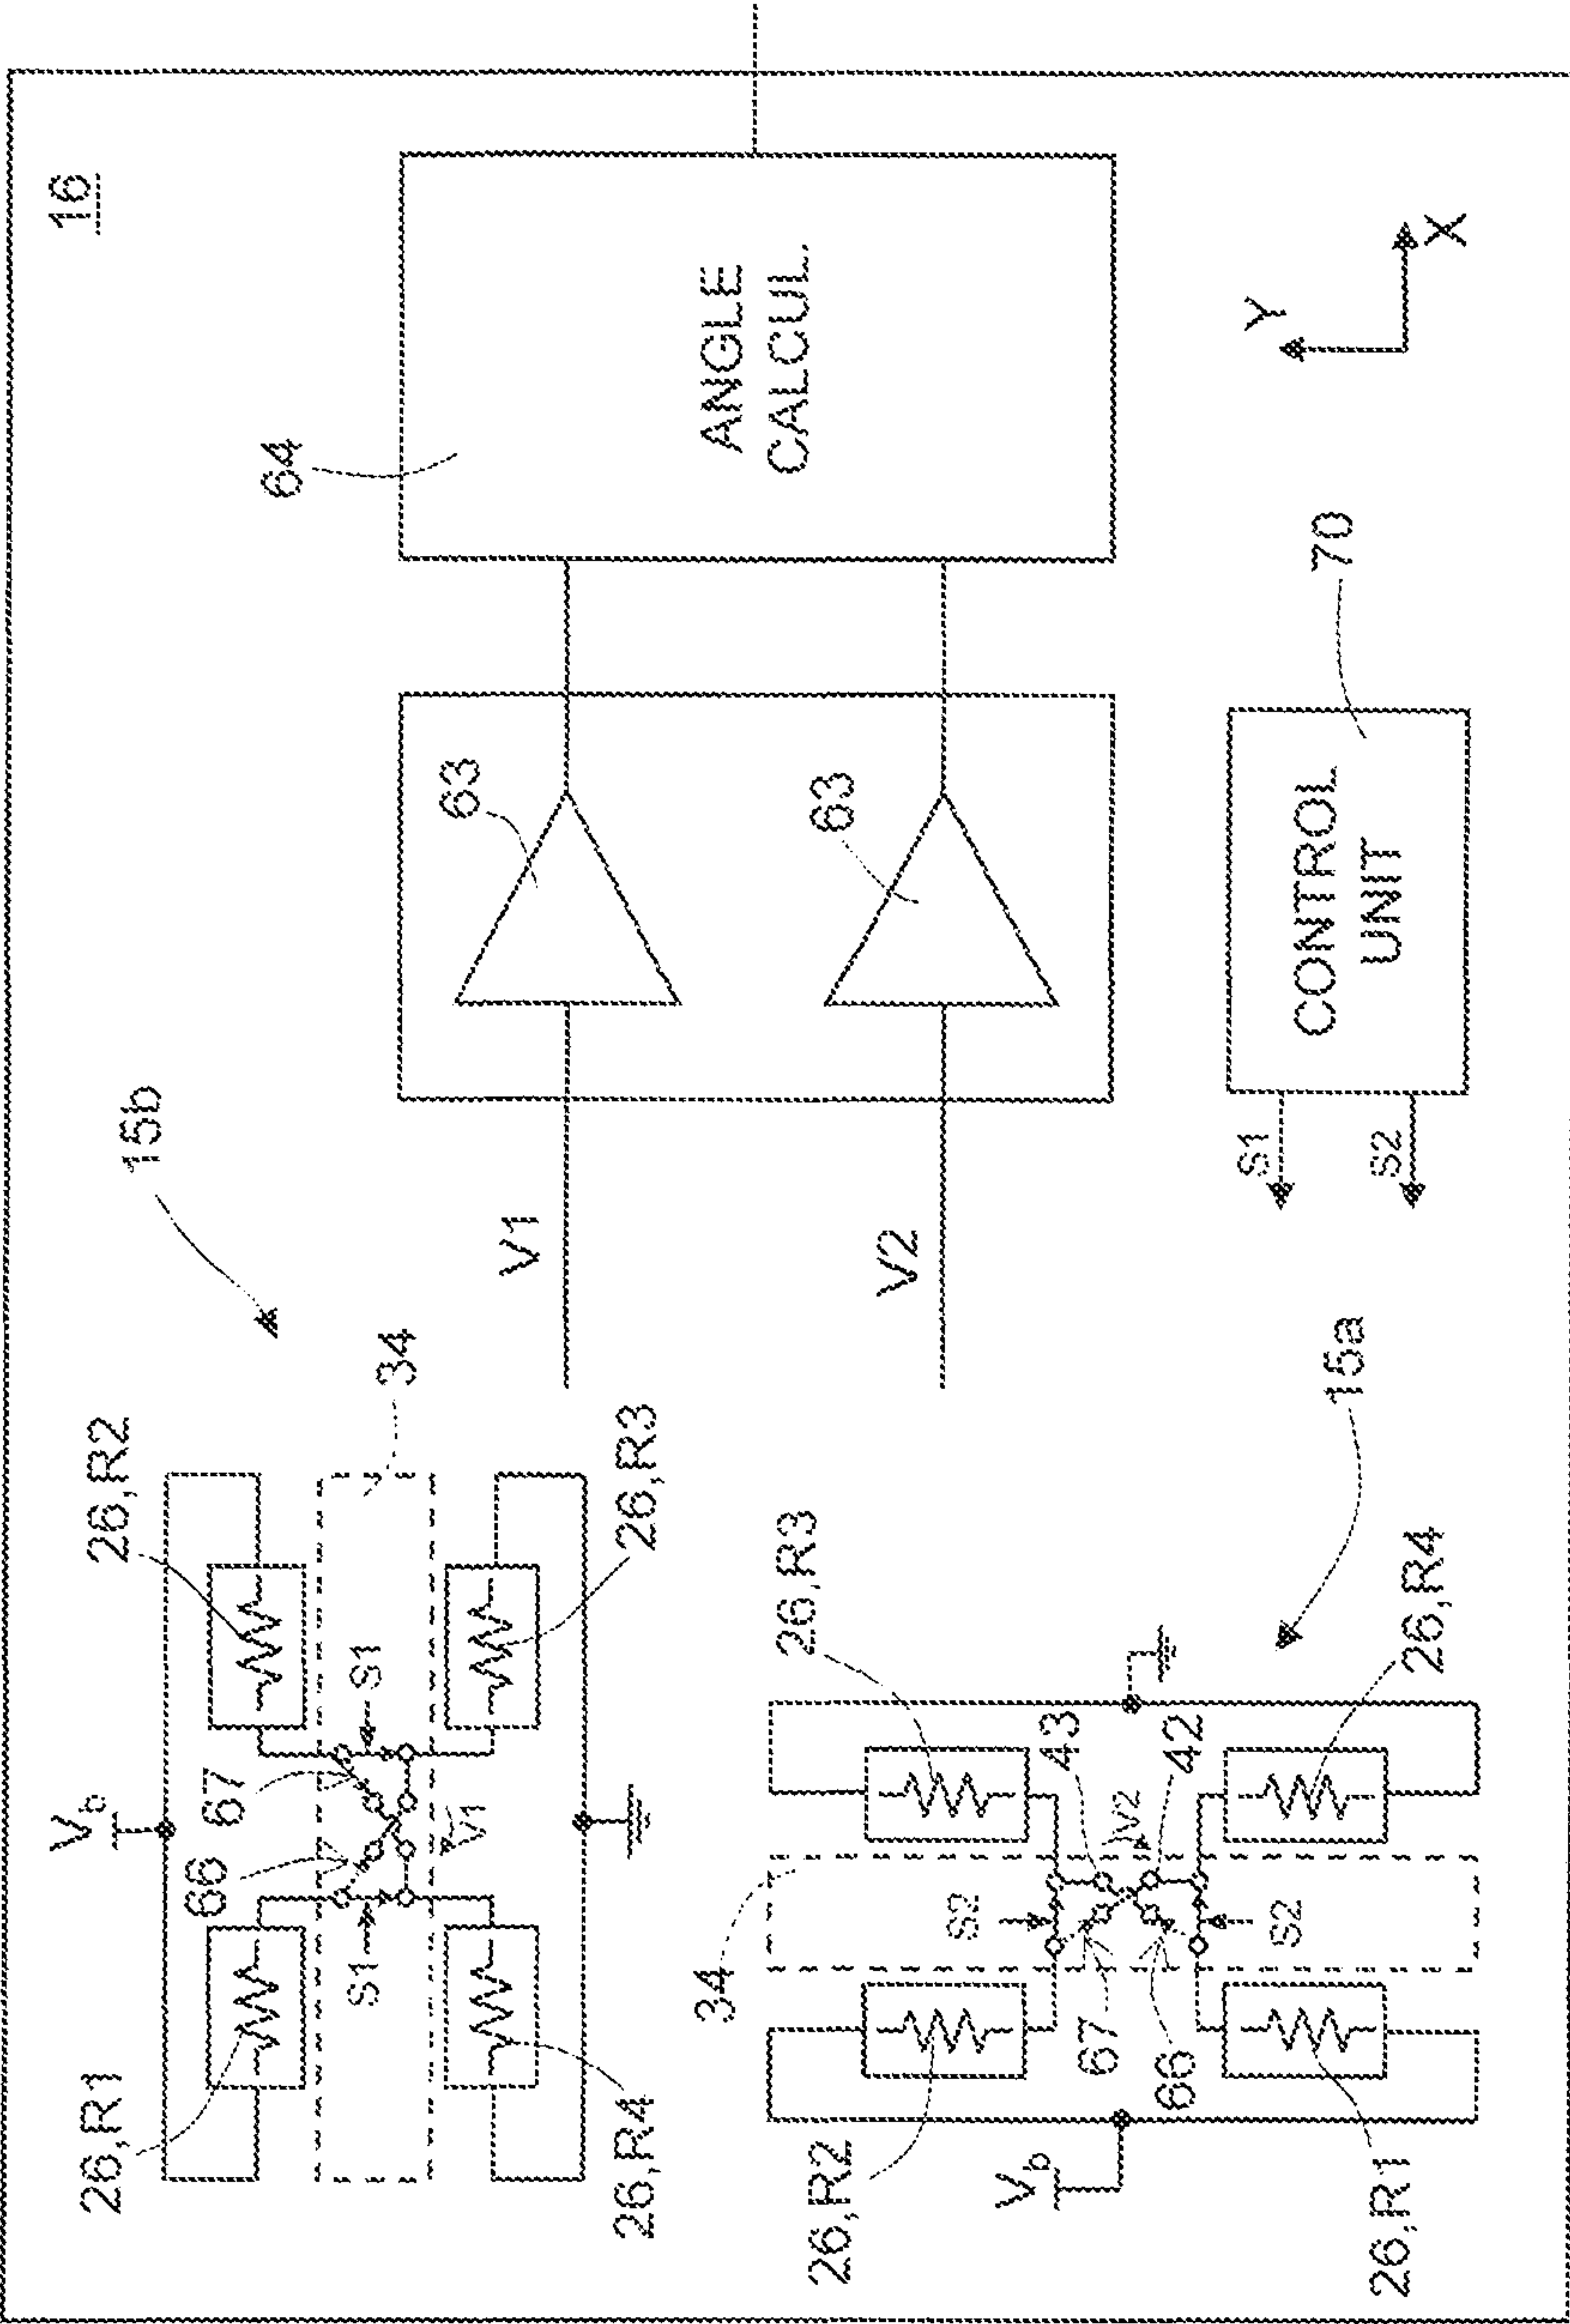 16
Vb
26,R1
26,R2
66
67
S1
S1
V1
34
26,R4
26,R3
15b
V1
63
64
ANGLE
CALCUL.
34
26,R3
26,R2
S2
43
V2
67
42
66
S2
Vb
26,R1
26,R4
15a
V2
63
S1
S2
CONTROL
UNIT
70
Y
X